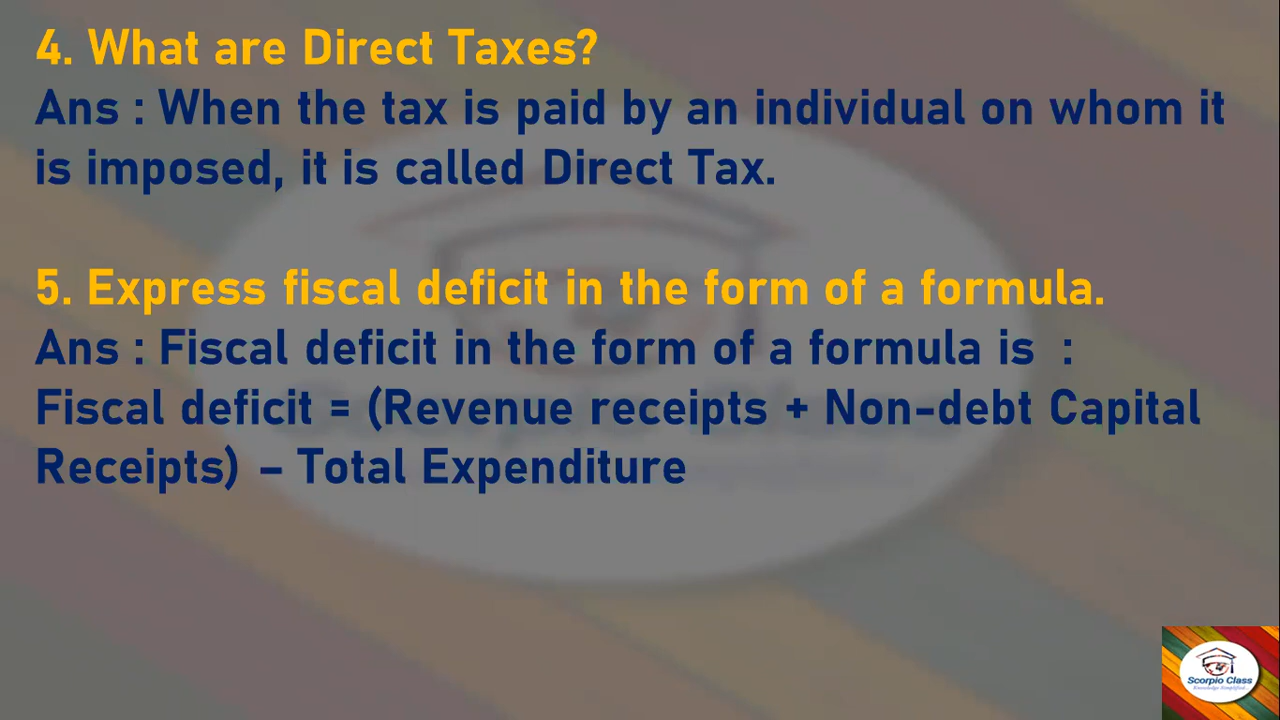 4. What are Direct Taxes?
Ans : When the tax is paid by an individual on whom it
is imposed, it is called Direct Tax.
5. Express fiscal deficit in the form of a formula.
Ans : Fiscal deficit in the form of a formula is :
Fiscal deficit = (Revenue receipts + Non-debt Capital
Receipts) – Total Expenditure
Scorpio Class
Knowledge Simplified...